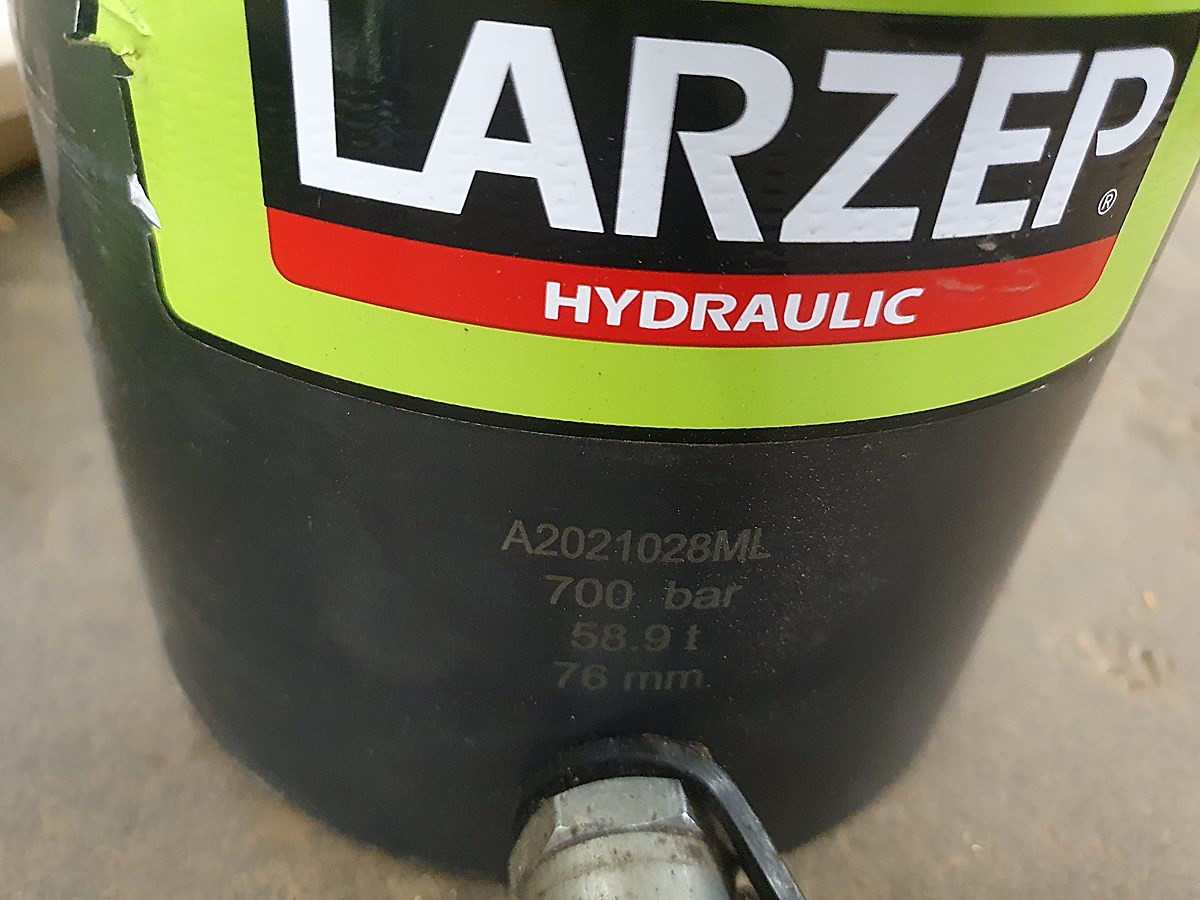 LARZEP®
HYDRAULIC
A2021028ML
700 bar
58.9 t
76 mm